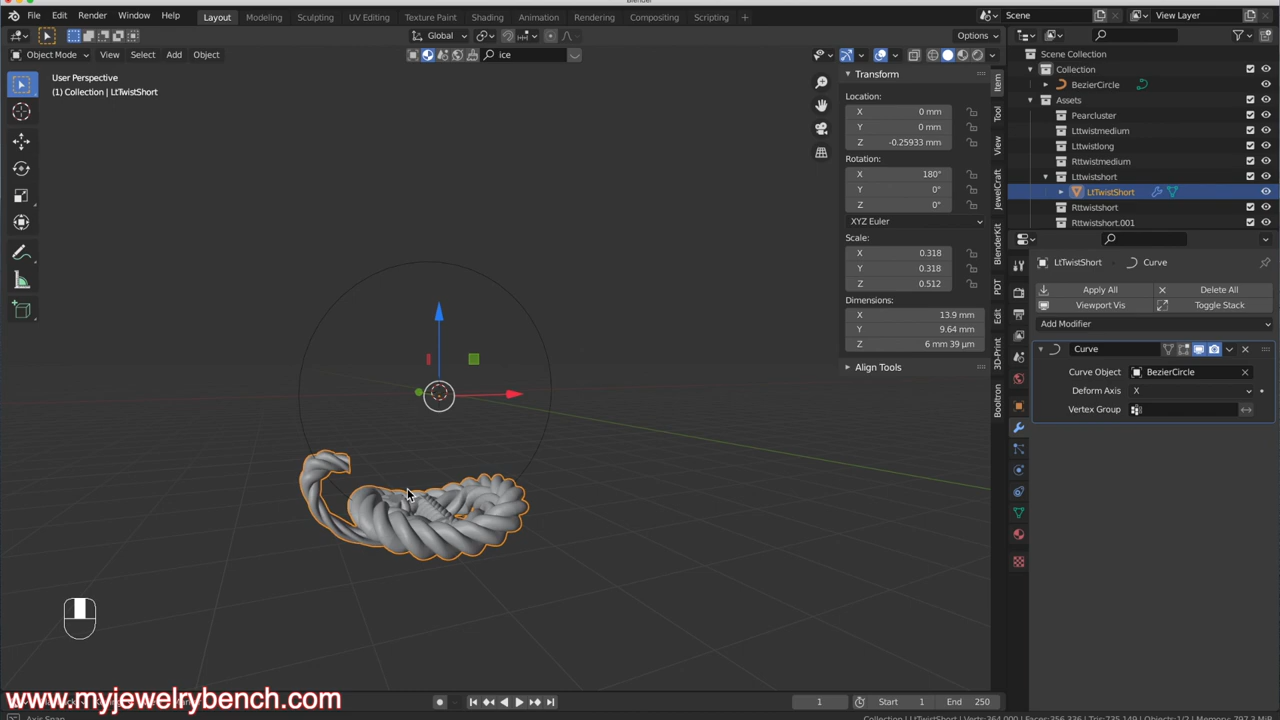 Blender
File Edit Render Window Help Layout Modeling Sculpting UV Editing Texture Paint Shading Animation Rendering Compositing Scripting + Scene View Layer
Global Options
Object Mode View Select Add Object ice Scene Collection
User Perspective Transform Collection
(1) Collection | LtTwistShort Location: BezierCircle
X 0 mm Assets
Y 0 mm Pearcluster
Z -0.25933 mm Lttwistmedium
Rotation: Lttwistlong
X 180° Rttwistmedium
Y 0° Lttwistshort
Z 0° LtTwistShort
XYZ Euler Rttwistshort
Scale: Rttwistshort.001
X 0.318
Y 0.318 LtTwistShort Curve
Z 0.512 Apply All Delete All
Dimensions: Viewport Vis Toggle Stack
X 13.9 mm Add Modifier
Y 9.64 mm
Z 6 mm 39 µm Curve
Align Tools Curve Object BezierCircle
Deform Axis X
Vertex Group
Item
Tool
View
JewelCraft
BlenderKit
PDT
Edit
3D-Print
Booltron
www.myjewelrybench.com
1 Start 1 End 250